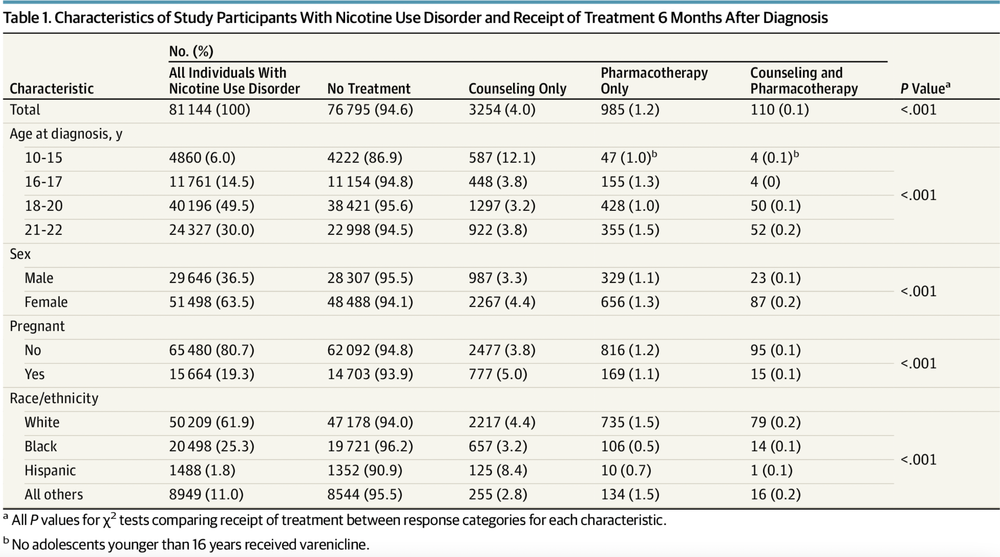 Table 1. Characteristics of Study Participants With Nicotine Use Disorder and Receipt of Treatment 6 Months After Diagnosis
No. (%)
Characteristic All Individuals With Nicotine Use Disorder No Treatment Counseling Only Pharmacotherapy Only Counseling and Pharmacotherapy P Valueᵃ
Total 81 144 (100) 76 795 (94.6) 3254 (4.0) 985 (1.2) 110 (0.1) <.001
Age at diagnosis, y
10-15 4860 (6.0) 4222 (86.9) 587 (12.1) 47 (1.0)ᵇ 4 (0.1)ᵇ
16-17 11 761 (14.5) 11 154 (94.8) 448 (3.8) 155 (1.3) 4 (0)
<.001
18-20 40 196 (49.5) 38 421 (95.6) 1297 (3.2) 428 (1.0) 50 (0.1)
21-22 24 327 (30.0) 22 998 (94.5) 922 (3.8) 355 (1.5) 52 (0.2)
Sex
Male 29 646 (36.5) 28 307 (95.5) 987 (3.3) 329 (1.1) 23 (0.1)
<.001
Female 51 498 (63.5) 48 488 (94.1) 2267 (4.4) 656 (1.3) 87 (0.2)
Pregnant
No 65 480 (80.7) 62 092 (94.8) 2477 (3.8) 816 (1.2) 95 (0.1)
<.001
Yes 15 664 (19.3) 14 703 (93.9) 777 (5.0) 169 (1.1) 15 (0.1)
Race/ethnicity
White 50 209 (61.9) 47 178 (94.0) 2217 (4.4) 735 (1.5) 79 (0.2)
Black 20 498 (25.3) 19 721 (96.2) 657 (3.2) 106 (0.5) 14 (0.1)
<.001
Hispanic 1488 (1.8) 1352 (90.9) 125 (8.4) 10 (0.7) 1 (0.1)
All others 8949 (11.0) 8544 (95.5) 255 (2.8) 134 (1.5) 16 (0.2)
ᵃ All P values for χ² tests comparing receipt of treatment between response categories for each characteristic.
ᵇ No adolescents younger than 16 years received varenicline.